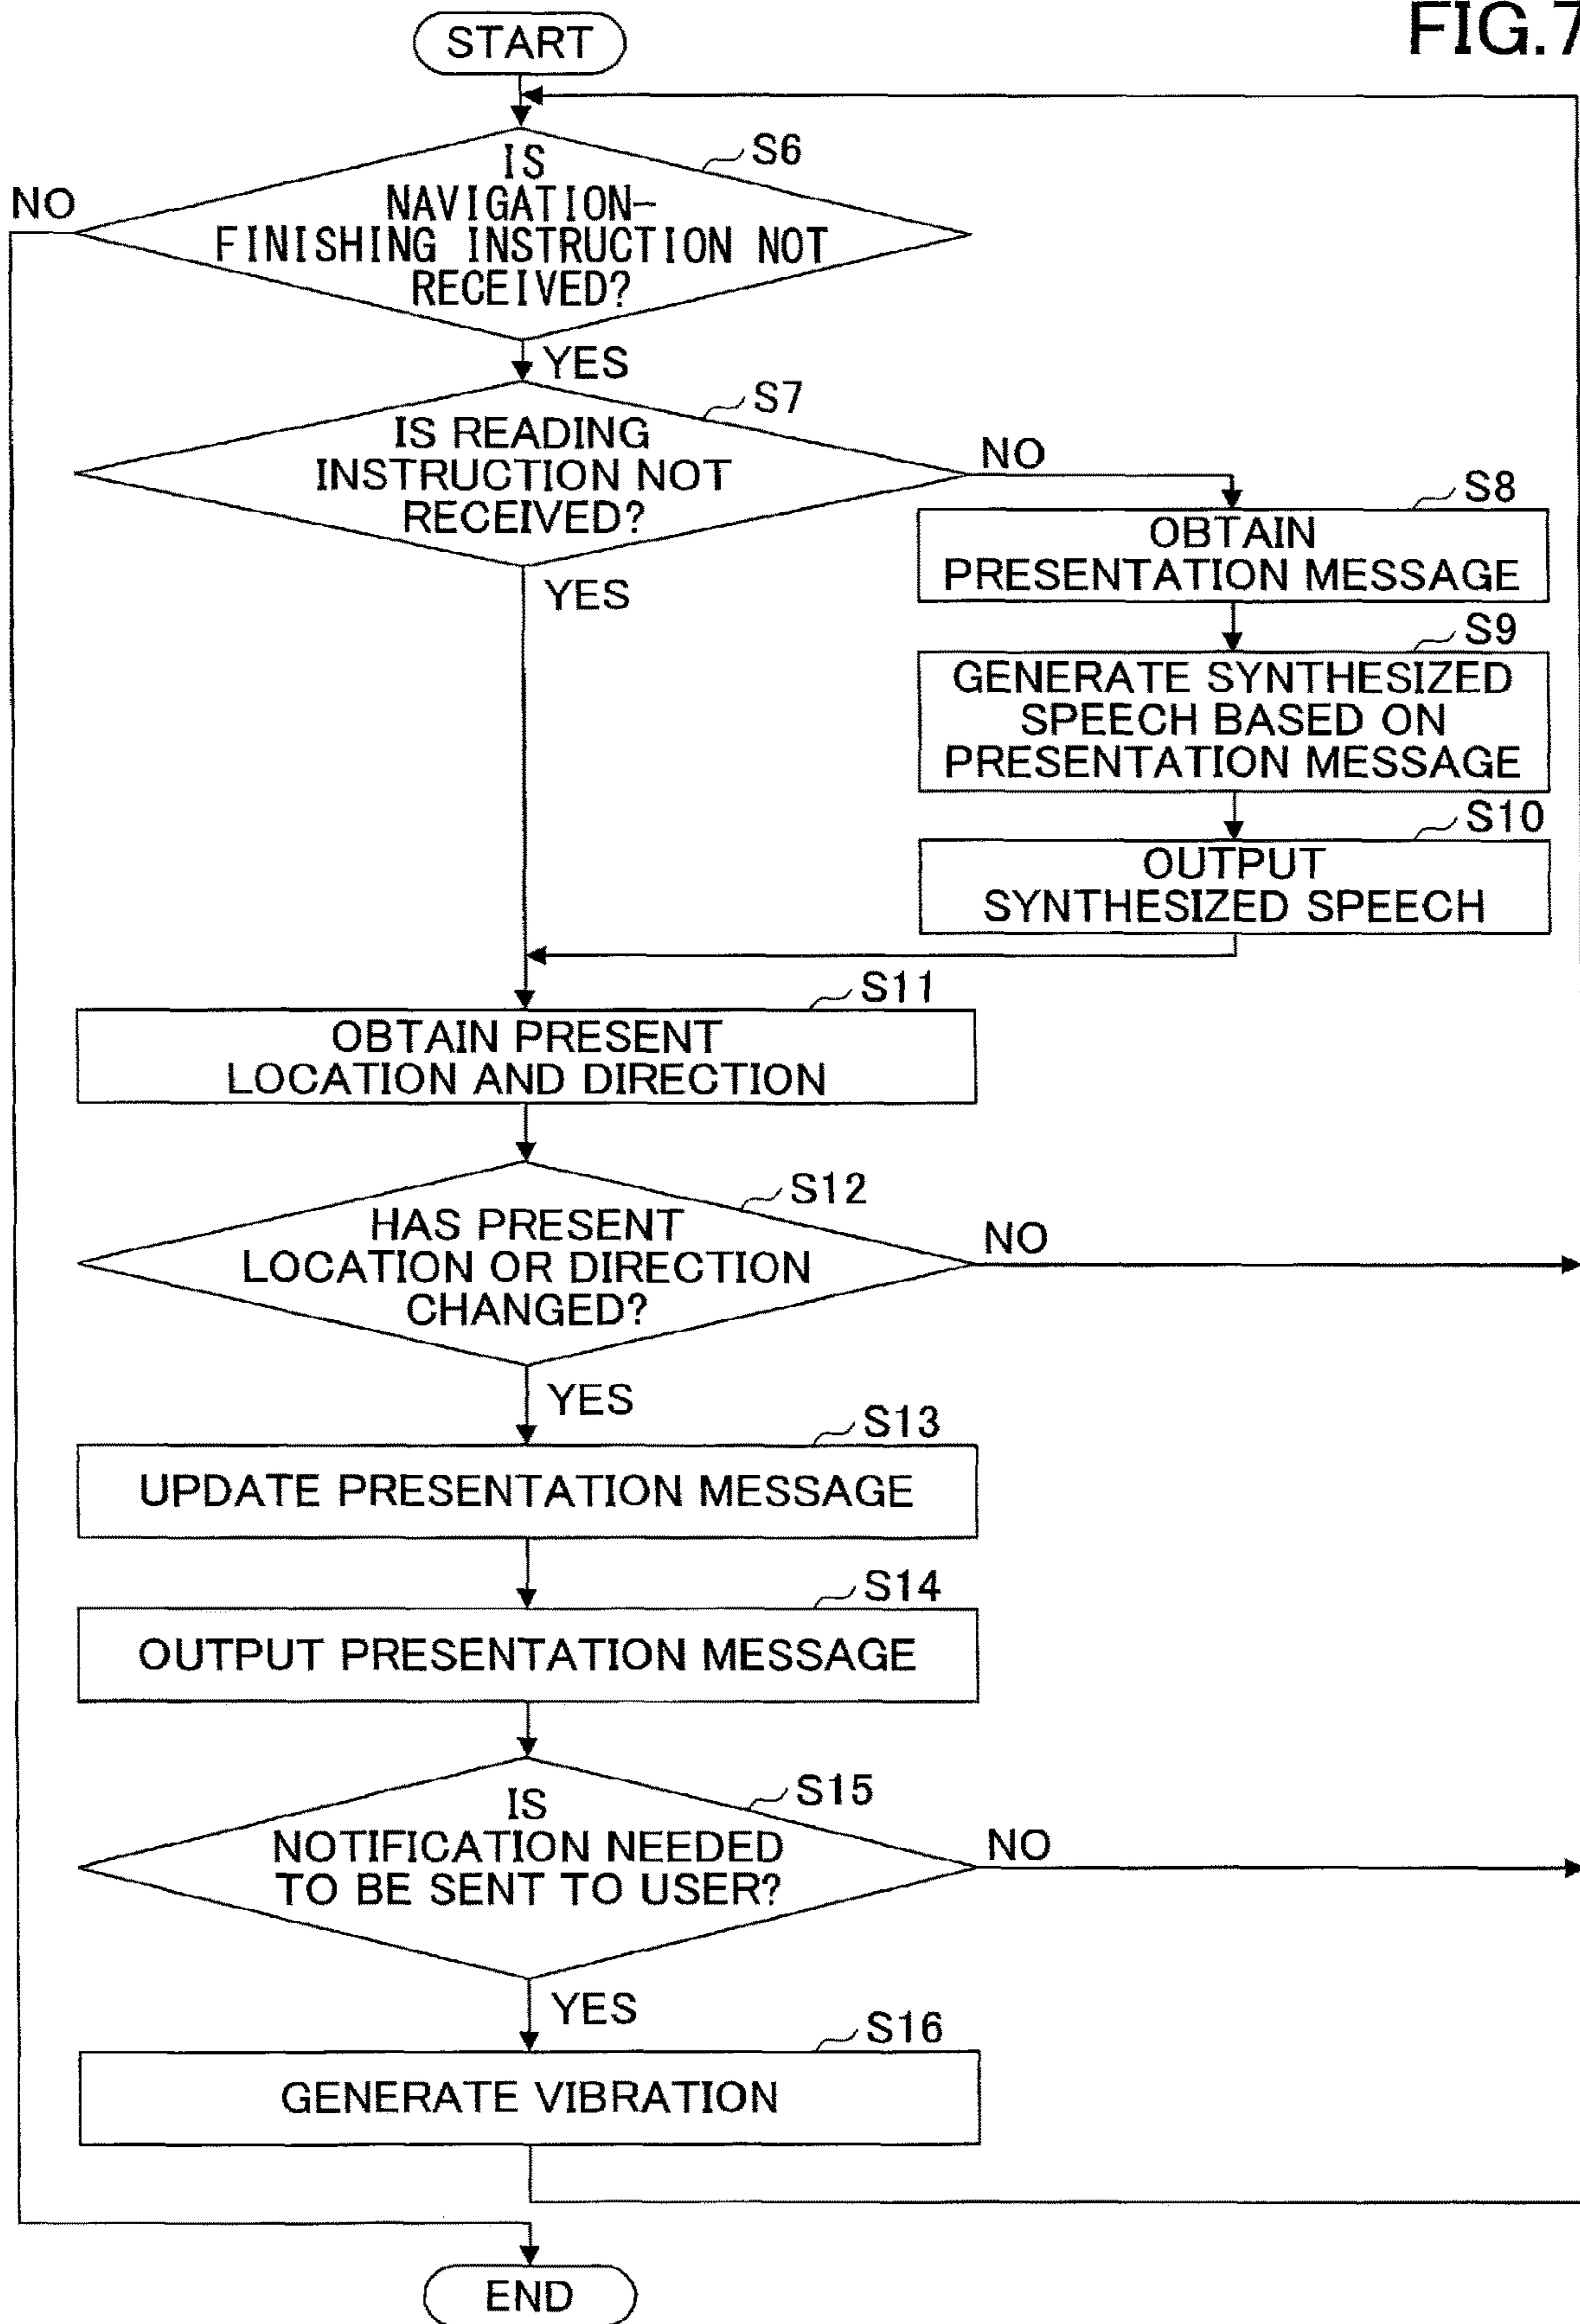 FIG.7
START
S6
IS
NAVIGATION-
FINISHING INSTRUCTION NOT
RECEIVED?
NO
YES
S7
IS READING
INSTRUCTION NOT
RECEIVED?
NO
YES
S8
OBTAIN
PRESENTATION MESSAGE
S9
GENERATE SYNTHESIZED
SPEECH BASED ON
PRESENTATION MESSAGE
S10
OUTPUT
SYNTHESIZED SPEECH
S11
OBTAIN PRESENT
LOCATION AND DIRECTION
S12
HAS PRESENT
LOCATION OR DIRECTION
CHANGED?
NO
YES
S13
UPDATE PRESENTATION MESSAGE
S14
OUTPUT PRESENTATION MESSAGE
S15
IS
NOTIFICATION NEEDED
TO BE SENT TO USER?
NO
YES
S16
GENERATE VIBRATION
END